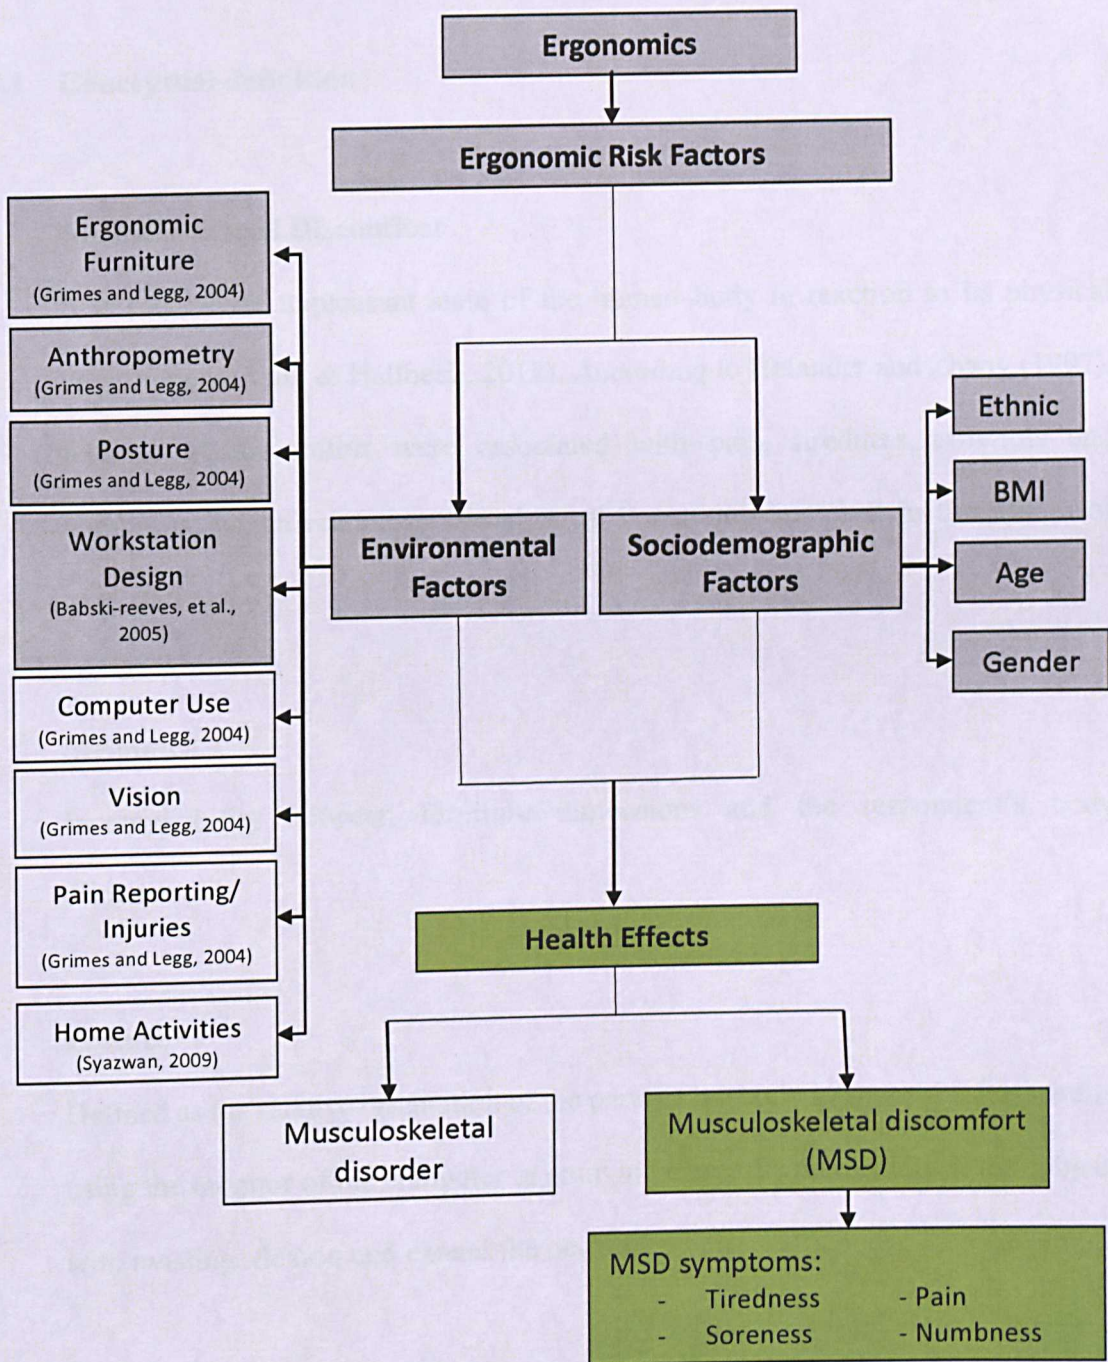 Ergonomics
Ergonomic Risk Factors
Ergonomic
Furniture
(Grimes and Legg, 2004)
Anthropometry
(Grimes and Legg, 2004)
Posture
(Grimes and Legg, 2004)
Workstation
Design
(Babski-reeves, et al.,
2005)
Computer Use
(Grimes and Legg, 2004)
Vision
(Grimes and Legg, 2004)
Pain Reporting/
Injuries
(Grimes and Legg, 2004)
Home Activities
(Syazwan, 2009)
Environmental
Factors
Sociodemographic
Factors
Ethnic
BMI
Age
Gender
Health Effects
Musculoskeletal
disorder
Musculoskeletal discomfort
(MSD)
MSD symptoms:
- Tiredness - Pain
- Soreness - Numbness